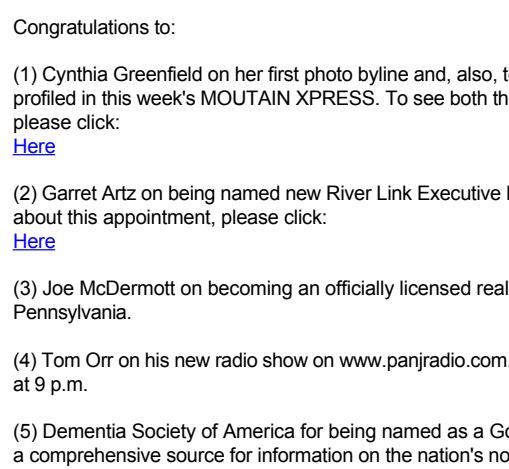 Congratulations to:
(1) Cynthia Greenfield on her first photo byline and, also,
profiled in this week's MOUTAIN XPRESS. To see both
please click:
Here
(2) Garret Artz on being named new River Link Executive
about this appointment, please click:
Here
(3) Joe McDermott on becoming an officially licensed
Pennsylvania.
(4) Tom Orr on his new radio show on www.panjradio.com.
at 9 p.m.
(5) Dementia Society of America for being named as a
a comprehensive source for information on the nation's